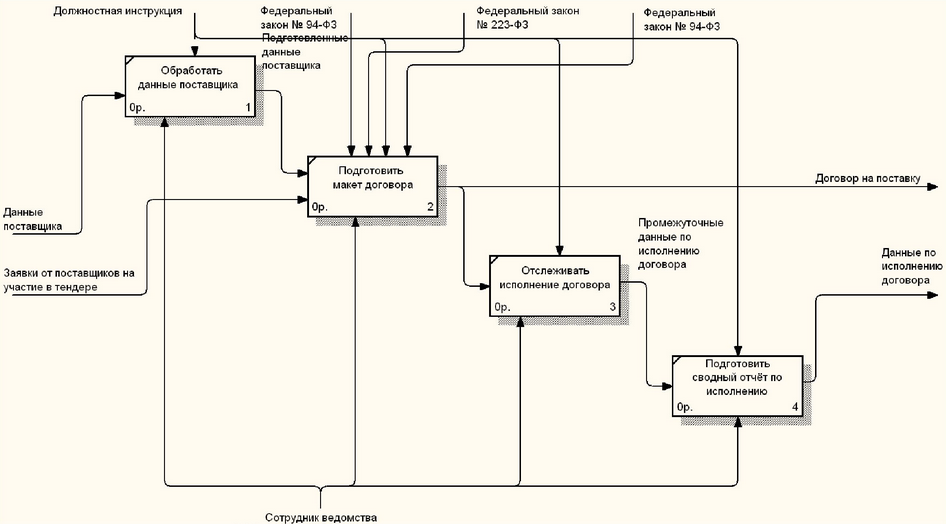 Должностная инструкция
Федеральный
закон № 94-ФЗ
Федеральный закон
№ 223-ФЗ
Федеральный
закон № 94-ФЗ
Подготовленные
данные
поставщика
Обработать
данные поставщика
0р. 1
Подготовить
макет договора
0р. 2
Договор на поставку
Данные
поставщика
Промежуточные
данные по
исполнению
договора
Данные по
исполнению
договора
Заявки от поставщиков на
участие в тендере
Отслеживать
исполнение договора
0р. 3
Подготовить
сводный отчёт по
исполнению
0р. 4
Сотрудник ведомства